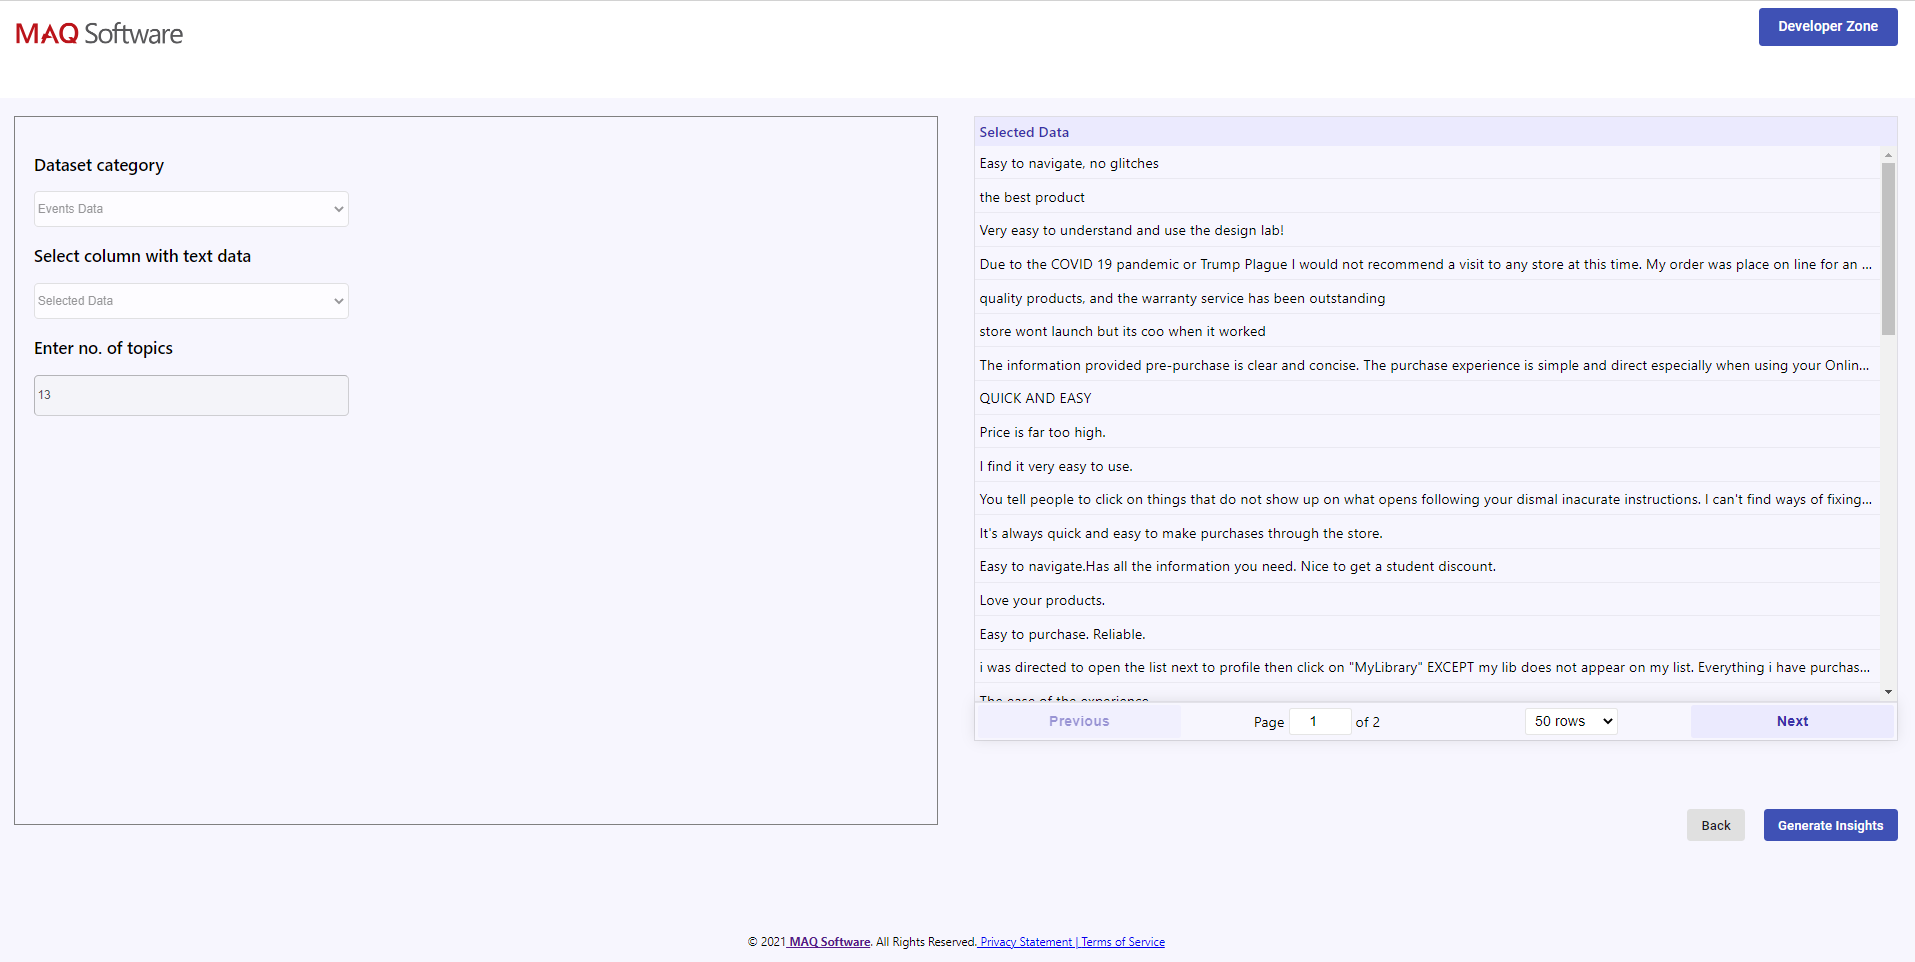 MAQ Software
Developer Zone
Dataset category
Events Data
Select column with text data
Selected Data
Enter no. of topics
13
Selected Data
Easy to navigate, no glitches
the best product
Very easy to understand and use the design lab!
Due to the COVID 19 pandemic or Trump Plague I would not recommend a visit to any store at this time. My order was place on line for an ...
quality products, and the warranty service has been outstanding
store wont launch but its coo when it worked
The information provided pre-purchase is clear and concise. The purchase experience is simple and direct especially when using your Onlin...
QUICK AND EASY
Price is far too high.
I find it very easy to use.
You tell people to click on things that do not show up on what opens following your dismal inacurate instructions. I can't find ways of fixing...
It's always quick and easy to make purchases through the store.
Easy to navigate.Has all the information you need. Nice to get a student discount.
Love your products.
Easy to purchase. Reliable.
i was directed to open the list next to profile then click on "MyLibrary" EXCEPT my lib does not appear on my list. Everything i have purchas...
The ease of the experience
Previous
Page 1 of 2
50 rows
Next
Back
Generate Insights
© 2021 MAQ Software. All Rights Reserved. Privacy Statement | Terms of Service